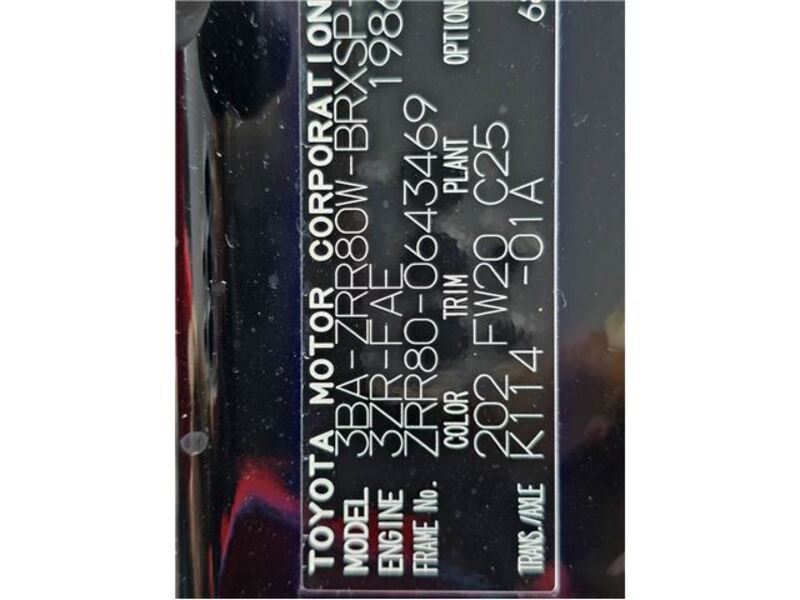 TOYOTA MOTOR CORPORATION
MODEL 3BA-ZRR80W-BRXSP
ENGINE 3ZR-FAE 1986
FRAME No. ZRR80-0643469
COLOR TRIM PLANT OPTION
202 FW20 C25
TRANS./AXLE K114 -01A